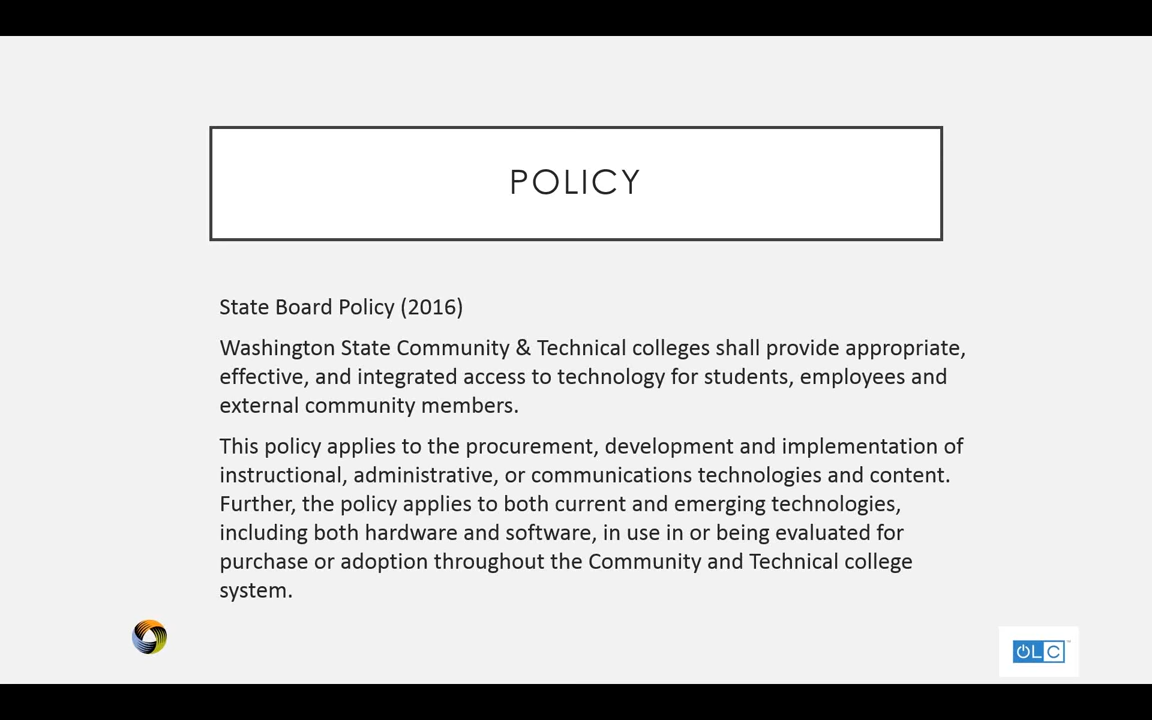 POLICY
State Board Policy (2016)
Washington State Community & Technical colleges shall provide appropriate,
effective, and integrated access to technology for students, employees and
external community members.
This policy applies to the procurement, development and implementation of
instructional, administrative, or communications technologies and content.
Further, the policy applies to both current and emerging technologies,
including both hardware and software, in use in or being evaluated for
purchase or adoption throughout the Community and Technical college
system.
OLC™